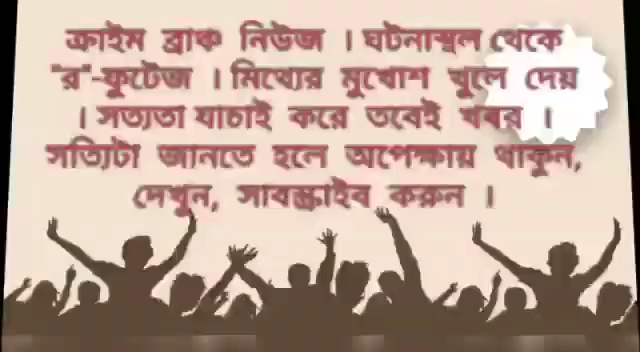 ক্রাইম ব্রাঞ্চ নিউজ । ঘটনাস্থল থেকে
"র"-ফুটেজ । মিথ্যের মুখোশ খুলে দেয়
। সত্যতা যাচাই করে তবেই খবর ।
সত্যিটা জানতে হলে অপেক্ষায় থাকুন,
দেখুন, সাবস্ক্রাইব করুন ।